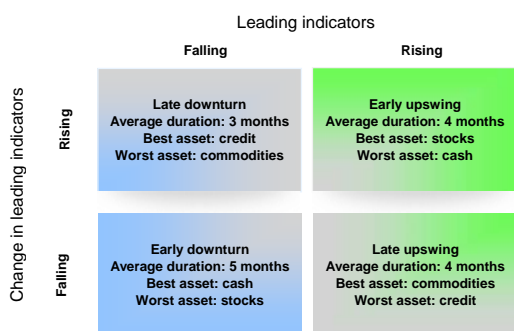 Leading indicators
Falling
Rising
Change in leading indicators
Rising
Late downturn
Average duration: 3 months
Best asset: credit
Worst asset: commodities
Early upswing
Average duration: 4 months
Best asset: stocks
Worst asset: cash
Falling
Early downturn
Average duration: 5 months
Best asset: cash
Worst asset: stocks
Late upswing
Average duration: 4 months
Best asset: commodities
Worst asset: credit